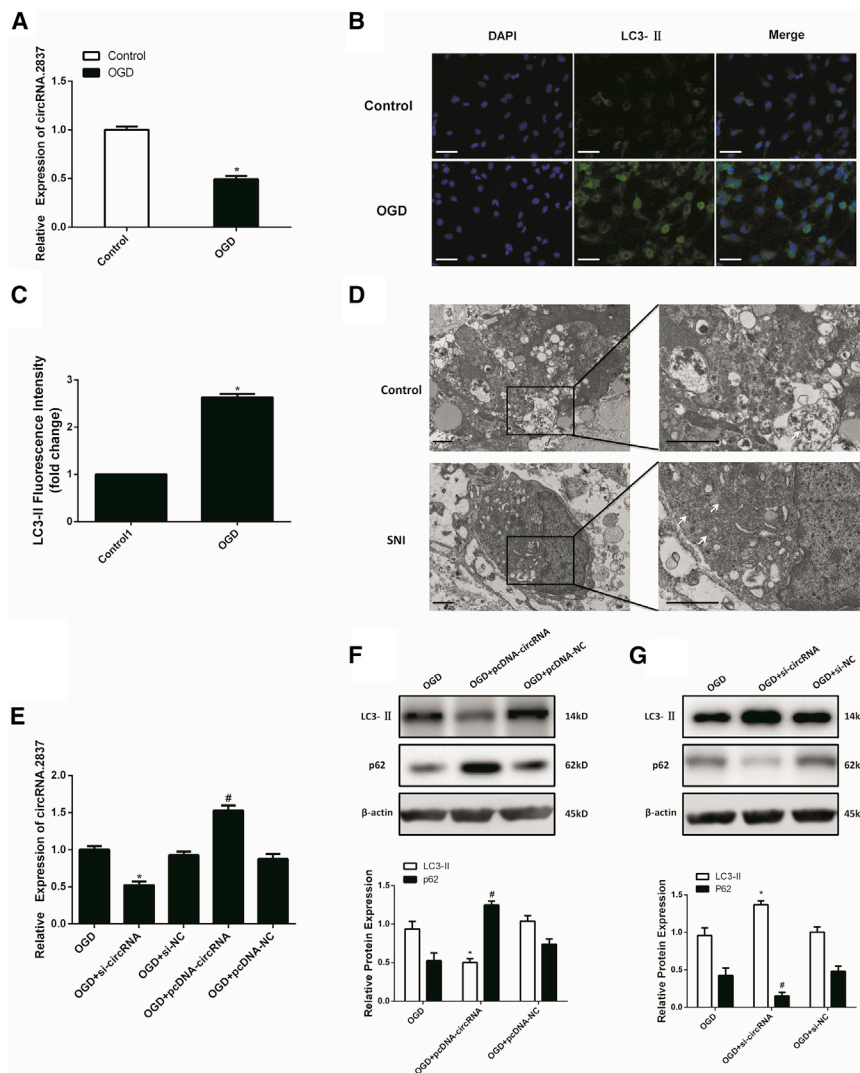 A
Control
OGD
Relative Expression of circRNA.2837
1.5
1.0
0.5
0.0
*
Control
OGD
B
DAPI
LC3- Ⅱ
Merge
Control
OGD
C
LC3-II Fluorescence Intensity
(fold change)
3
2
1
0
*
Control1
OGD
D
Control
SNI
E
Relative Expression of circRNA.2837
2.0
1.5
1.0
0.5
0.0
*
#
OGD
OGD+si-circRNA
OGD+si-NC
OGD+pcDNA-circRNA
OGD+pcDNA-NC
F
OGD
OGD+pcDNA-circRNA
OGD+pcDNA-NC
LC3- Ⅱ
14kD
p62
62kD
β-actin
45kD
LC3-II
p62
Relative Protein Expression
1.5
1.0
0.5
0.0
*
#
OGD
OGD+pcDNA-circRNA
OGD+pcDNA-NC
G
OGD
OGD+si-circRNA
OGD+si-NC
LC3- Ⅱ
14k
p62
62k
β-actin
45k
LC3-II
P62
Relative Protein Expression
1.5
1.0
0.5
0.0
*
#
OGD
OGD+si-circRNA
OGD+si-NC